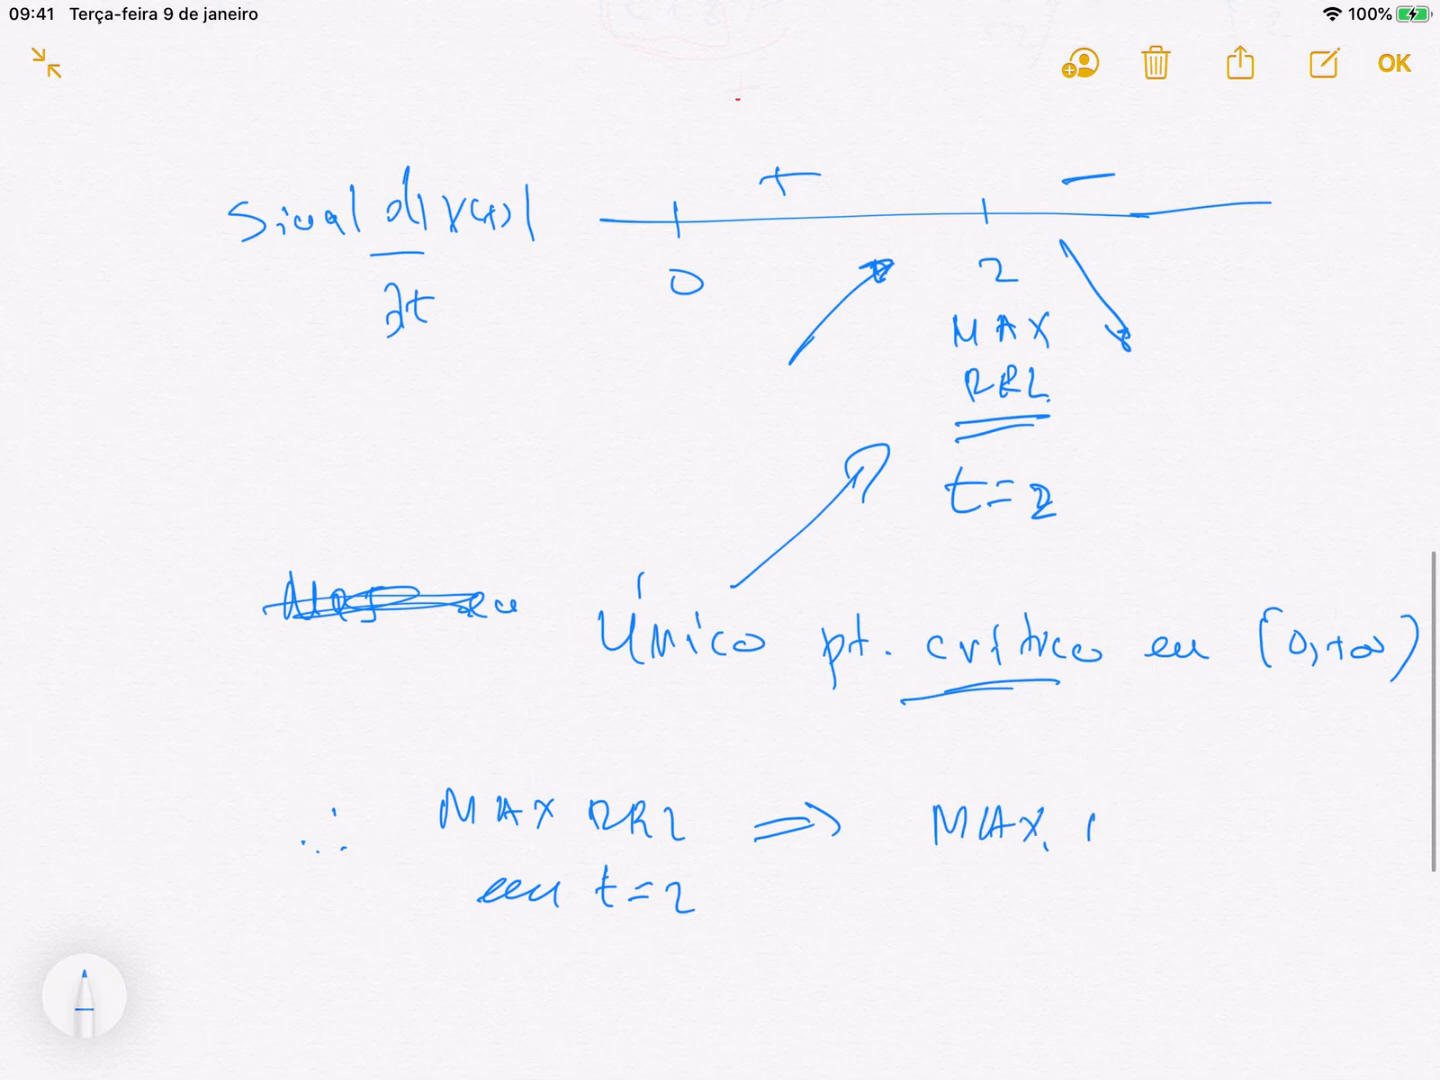 09:41 Terça-feira 9 de janeiro 100%
OK
+ −
Sinal d|v(t)|
dt
0 2
MAX
REL.
t=2
Único pt. crítico em (0,+∞)
∴ MAX REL ⇒ MAX.
em t=2